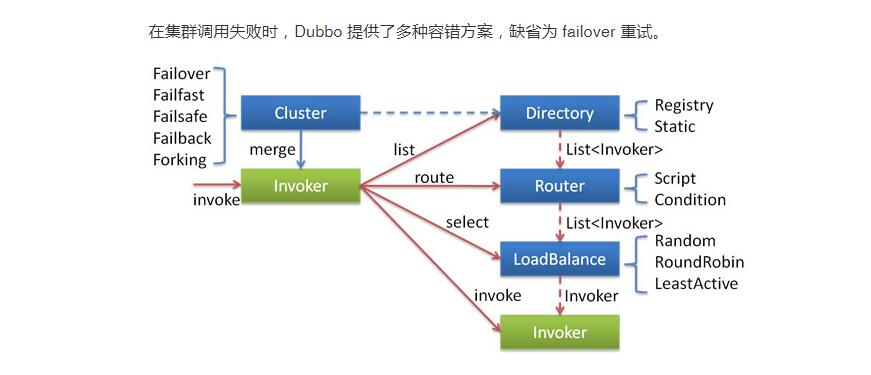 在集群调用失败时，Dubbo 提供了多种容错方案，缺省为 failover 重试。
Failover
Failfast
Failsafe
Failback
Forking
Cluster
Directory
Registry
Static
merge
list
List<Invoker>
invoke
Invoker
route
Router
Script
Condition
select
List<Invoker>
LoadBalance
Random
RoundRobin
LeastActive
invoke
Invoker
Invoker